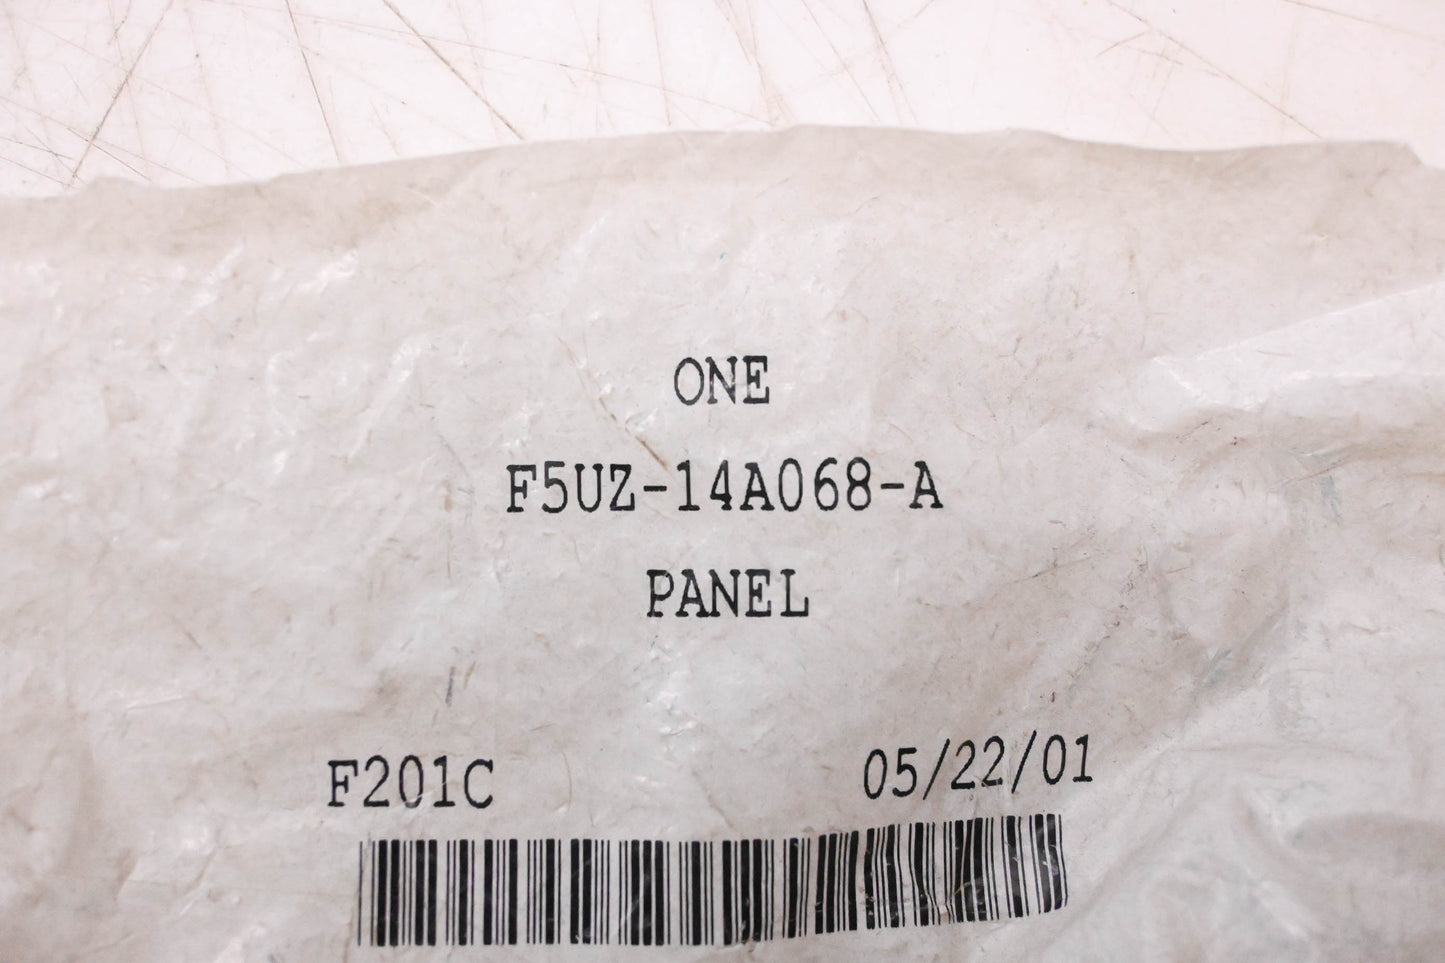 ONE
F5UZ-14A068-A
PANEL
F201C 05/22/01